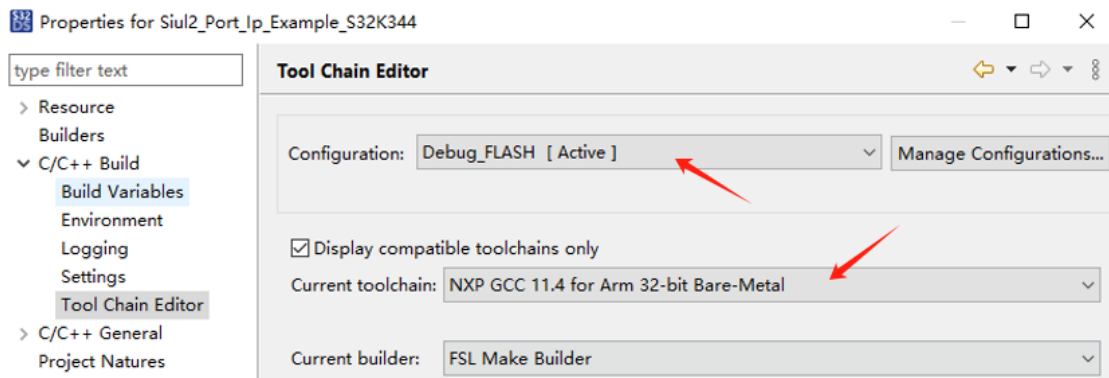 S32
DS
Properties for Siul2_Port_Ip_Example_S32K344
type filter text
Resource
Builders
C/C++ Build
Build Variables
Environment
Logging
Settings
Tool Chain Editor
C/C++ General
Project Natures
Tool Chain Editor
Configuration: Debug_FLASH [ Active ] Manage Configurations...
Display compatible toolchains only
Current toolchain: NXP GCC 11.4 for Arm 32-bit Bare-Metal
Current builder: FSL Make Builder